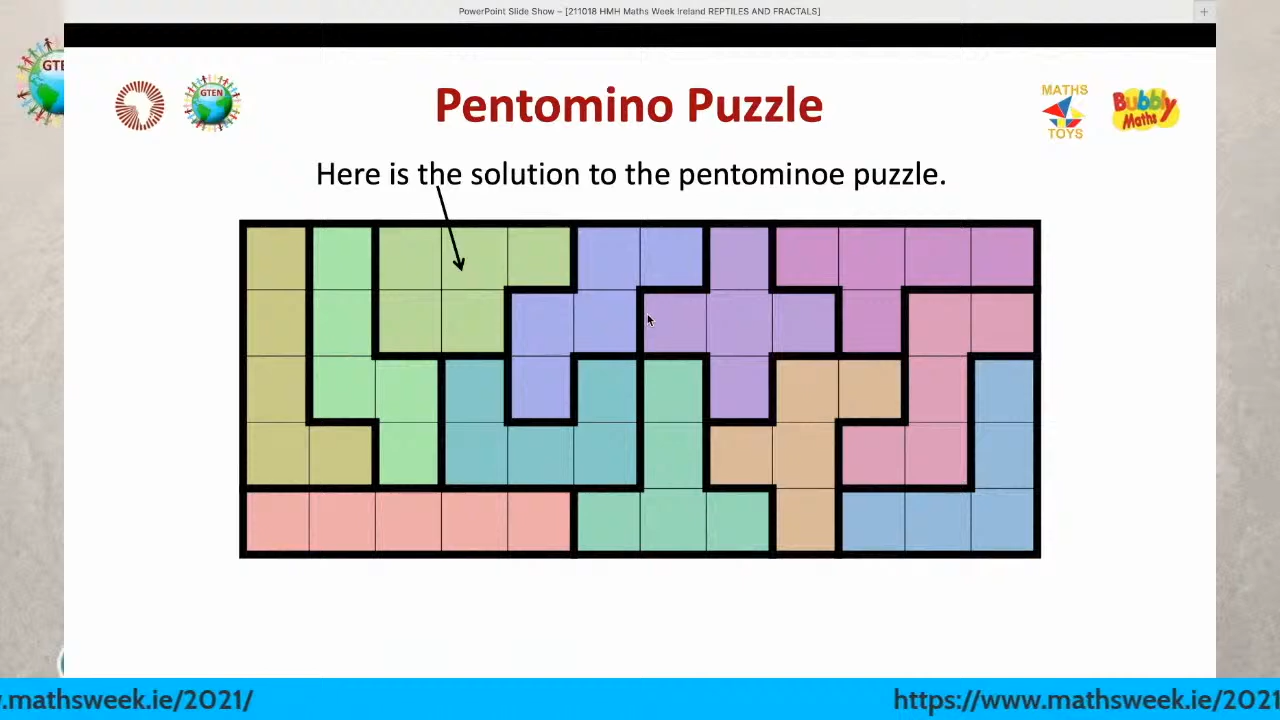 PowerPoint Slide Show – [211018 HMH Maths Week Ireland REPTILES AND FRACTALS]
GTE
GTEN
Pentomino Puzzle
MATHS
TOYS
Bubbly
Maths
Here is the solution to the pentominoe puzzle.
.mathsweek.ie/2021/
https://www.mathsweek.ie/2021